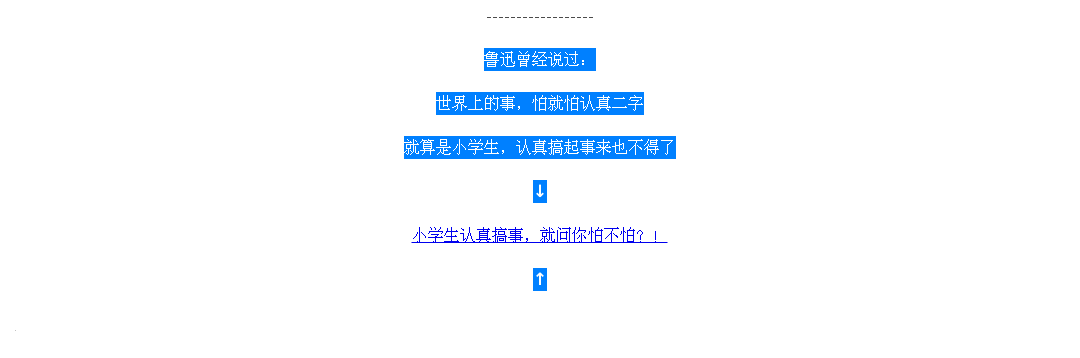 ------------------
鲁迅曾经说过：
世界上的事，怕就怕认真二字
就算是小学生，认真搞起事来也不得了
↓
小学生认真搞事，就问你怕不怕？！
↑